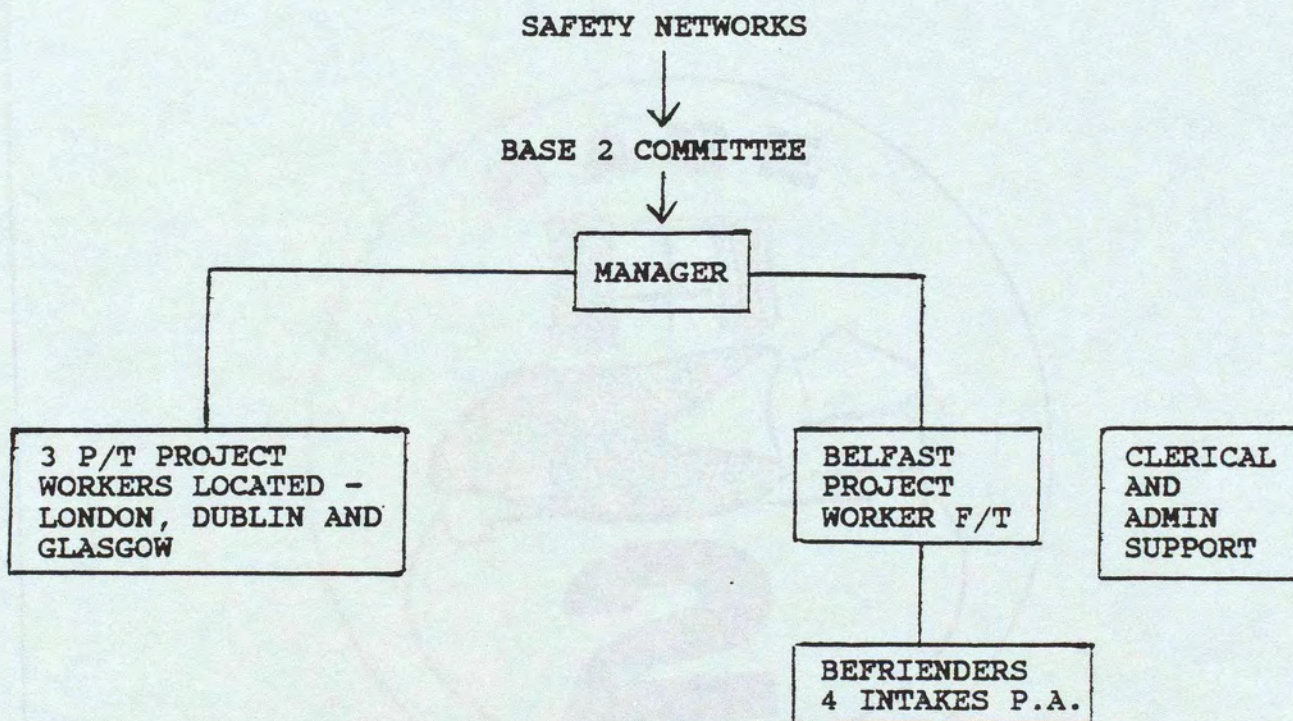 SAFETY NETWORKS
BASE 2 COMMITTEE
MANAGER
3 P/T PROJECT
WORKERS LOCATED -
LONDON, DUBLIN AND
GLASGOW
BELFAST
PROJECT
WORKER F/T
CLERICAL
AND
ADMIN
SUPPORT
BEFRIENDERS
4 INTAKES P.A.